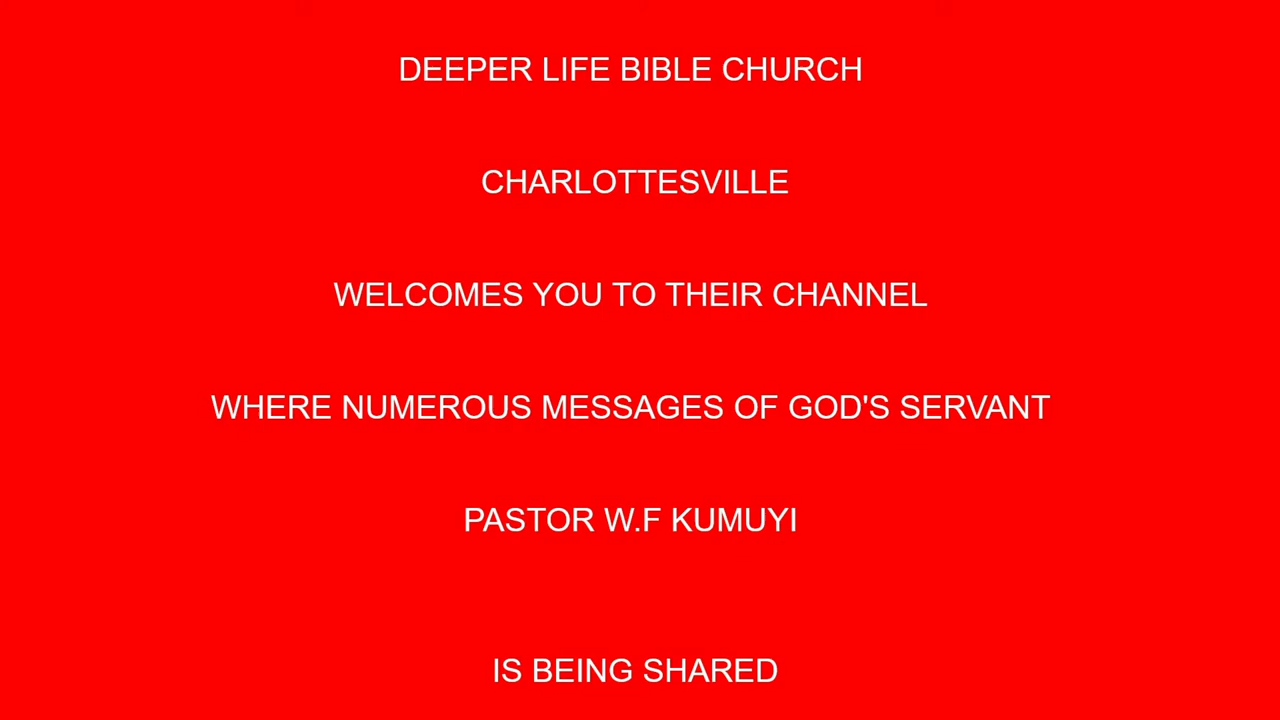 DEEPER LIFE BIBLE CHURCH
CHARLOTTESVILLE
WELCOMES YOU TO THEIR CHANNEL
WHERE NUMEROUS MESSAGES OF GOD'S SERVANT
PASTOR W.F KUMUYI
IS BEING SHARED